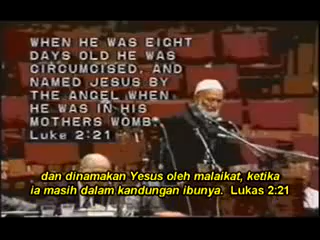 WHEN HE WAS EIGHT
DAYS OLD HE WAS
CIRCUMCISED, AND
NAMED JESUS BY
THE ANGEL WHEN
HE WAS IN HIS
MOTHERS WOMB
Luke 2:21
dan dinamakan Yesus oleh malaikat, ketika
ia masih dalam kandungan ibunya. Lukas 2:21